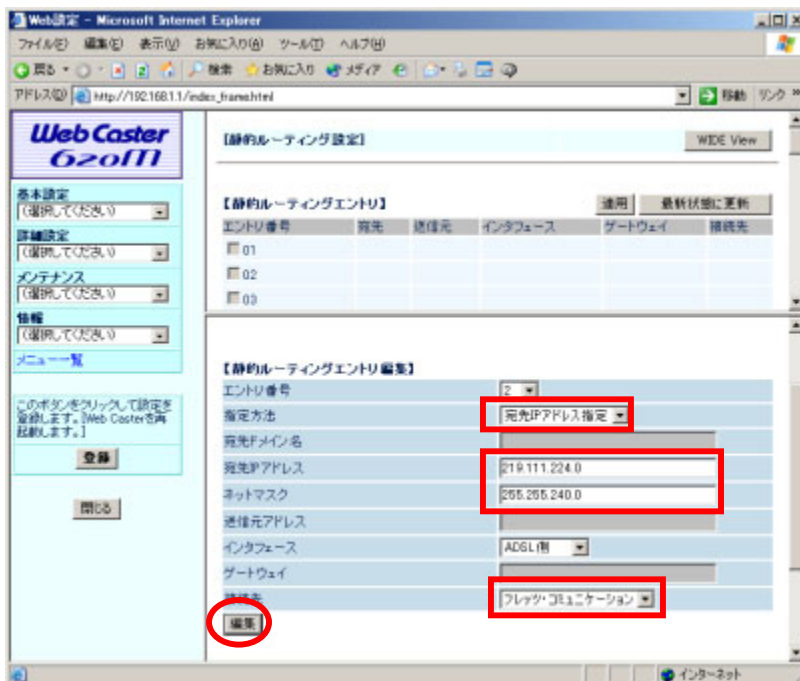 Web設定 - Microsoft Internet Explorer
ファイル(F) 編集(E) 表示(V) お気に入り(A) ツール(T) ヘルプ(H)
戻る 検索 お気に入り メディア
アドレス(D) http://192.168.1.1/index_frame.html 移動 リンク »
Web Caster
620M
基本設定
(選択してください)
詳細設定
(選択してください)
メンテナンス
(選択してください)
情報
(選択してください)
メニュー一覧
このボタンをクリックして設定を
登録します。[Web Casterを再
起動します。]
登録
閉じる
[静的ルーティング設定] WIDE View
【静的ルーティングエントリ】 適用 最新状態に更新
エントリ番号 宛先 送信元 インタフェース ゲートウェイ 接続先
01
02
03
【静的ルーティングエントリ編集】
エントリ番号 2
指定方法 宛先IPアドレス指定
宛先ドメイン名
宛先IPアドレス 219.111.224.0
ネットマスク 255.255.240.0
送信元アドレス
インタフェース ADSL側
ゲートウェイ
接続先 フレッツ・コミュニケーション
編集
インターネット